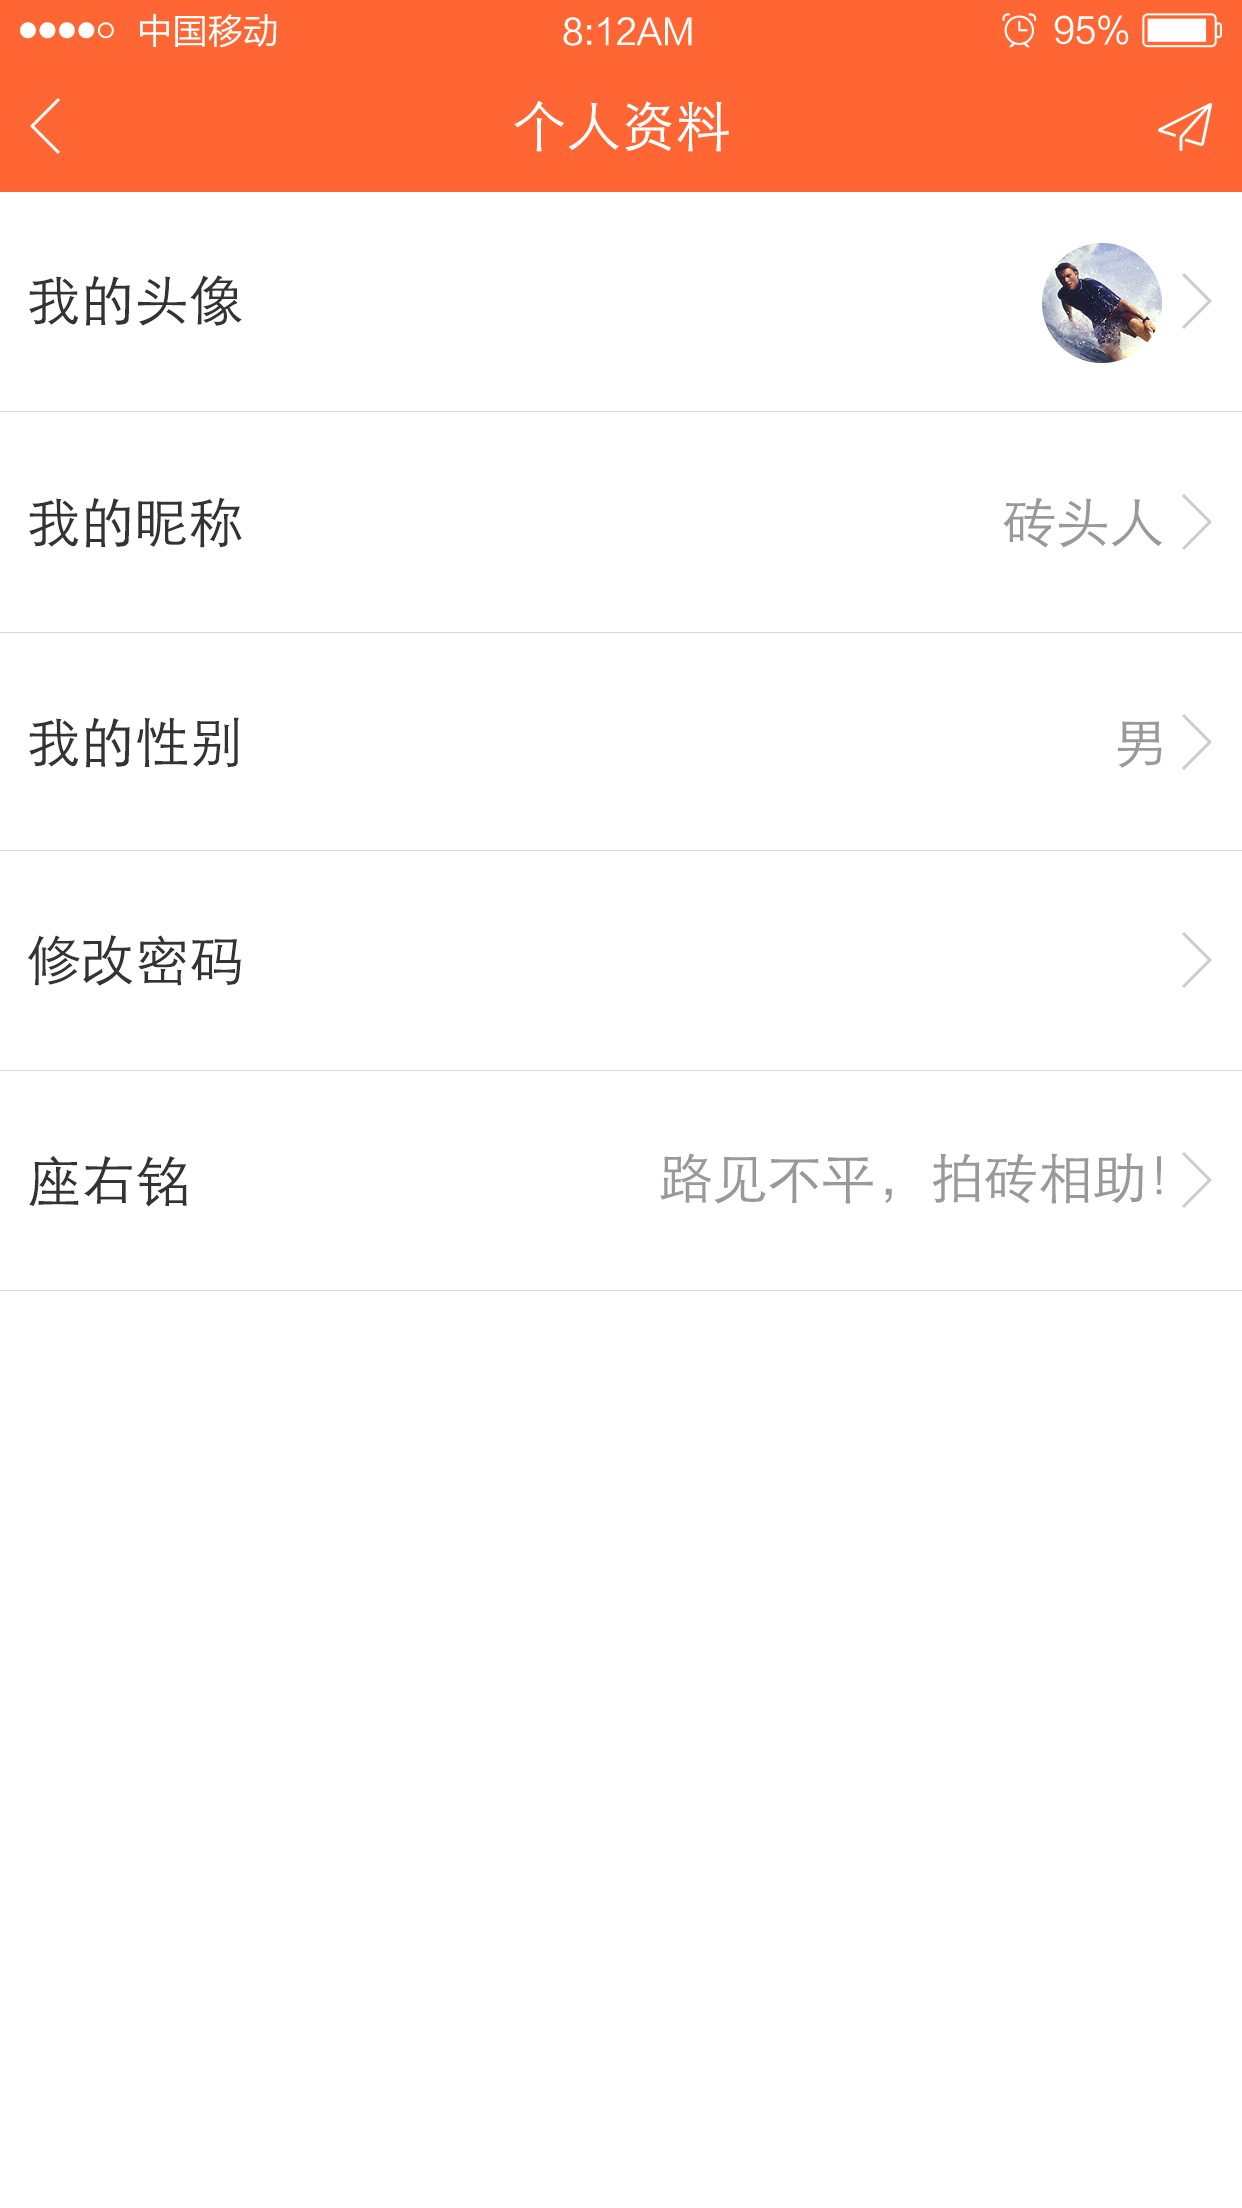 中国移动 8:12AM 95%
个人资料
我的头像
我的昵称 砖头人
我的性别 男
修改密码
座右铭 路见不平，拍砖相助！